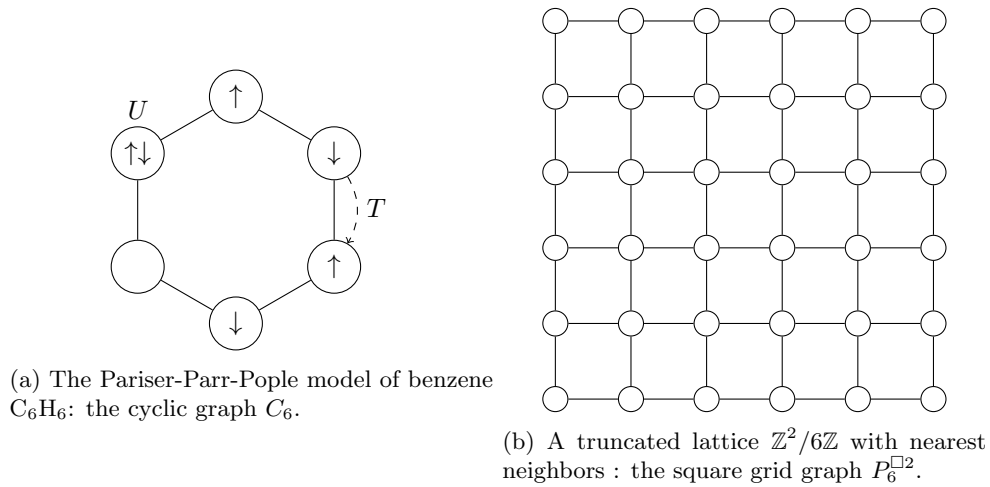 U
↑
↑↓
↓
T
↑
↓
(a) The Pariser-Parr-Pople model of benzene
C₆H₆: the cyclic graph C₆.
(b) A truncated lattice ℤ²/6ℤ with nearest
neighbors : the square grid graph P₆^□2.